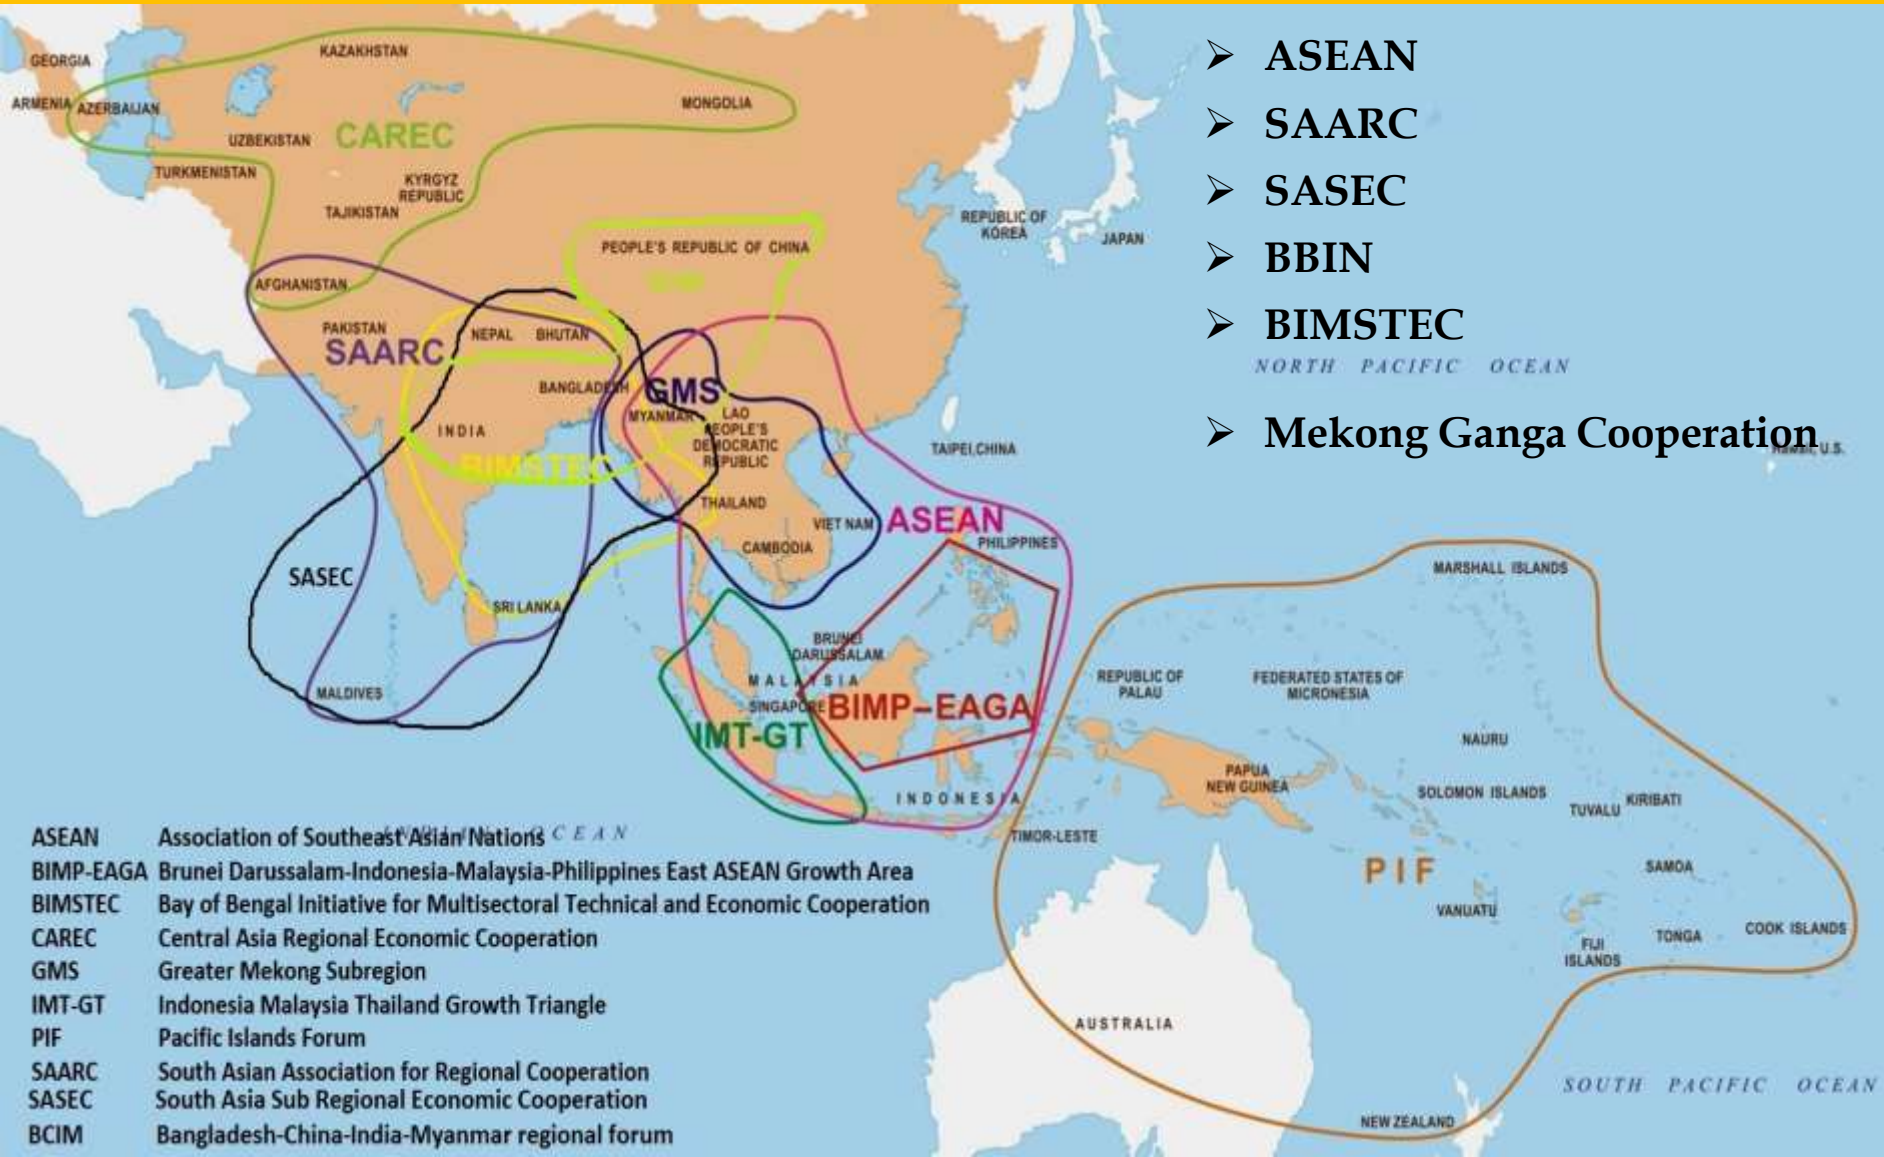 GEORGIA
KAZAKHSTAN
ARMENIA
AZERBAIJAN
MONGOLIA
UZBEKISTAN
CAREC
TURKMENISTAN
KYRGYZ
REPUBLIC
TAJIKISTAN
PEOPLE'S REPUBLIC OF CHINA
REPUBLIC OF
KOREA
JAPAN
AFGHANISTAN
PAKISTAN
SAARC
NEPAL
BHUTAN
BANGLADESH
GMS
MYANMAR
LAO
PEOPLE'S
DEMOCRATIC
REPUBLIC
INDIA
BIMSTEC
TAIPEI,CHINA
THAILAND
VIET NAM
ASEAN
PHILIPPINES
CAMBODIA
SASEC
SRI LANKA
BRUNEI
DARUSSALAM
MALAYSIA
MALDIVES
SINGAPORE
BIMP–EAGA
IMT-GT
INDONESIA
➢ ASEAN
➢ SAARC
➢ SASEC
➢ BBIN
➢ BIMSTEC
NORTH PACIFIC OCEAN
➢ Mekong Ganga Cooperation
Hawaii, U.S.
MARSHALL ISLANDS
REPUBLIC OF
PALAU
FEDERATED STATES OF
MICRONESIA
NAURU
PAPUA
NEW GUINEA
SOLOMON ISLANDS
TUVALU
KIRIBATI
TIMOR-LESTE
PIF
SAMOA
VANUATU
FIJI
ISLANDS
TONGA
COOK ISLANDS
AUSTRALIA
NEW ZEALAND
SOUTH PACIFIC OCEAN
OCEAN
ASEAN Association of Southeast Asian Nations
BIMP-EAGA Brunei Darussalam-Indonesia-Malaysia-Philippines East ASEAN Growth Area
BIMSTEC Bay of Bengal Initiative for Multisectoral Technical and Economic Cooperation
CAREC Central Asia Regional Economic Cooperation
GMS Greater Mekong Subregion
IMT-GT Indonesia Malaysia Thailand Growth Triangle
PIF Pacific Islands Forum
SAARC South Asian Association for Regional Cooperation
SASEC South Asia Sub Regional Economic Cooperation
BCIM Bangladesh-China-India-Myanmar regional forum